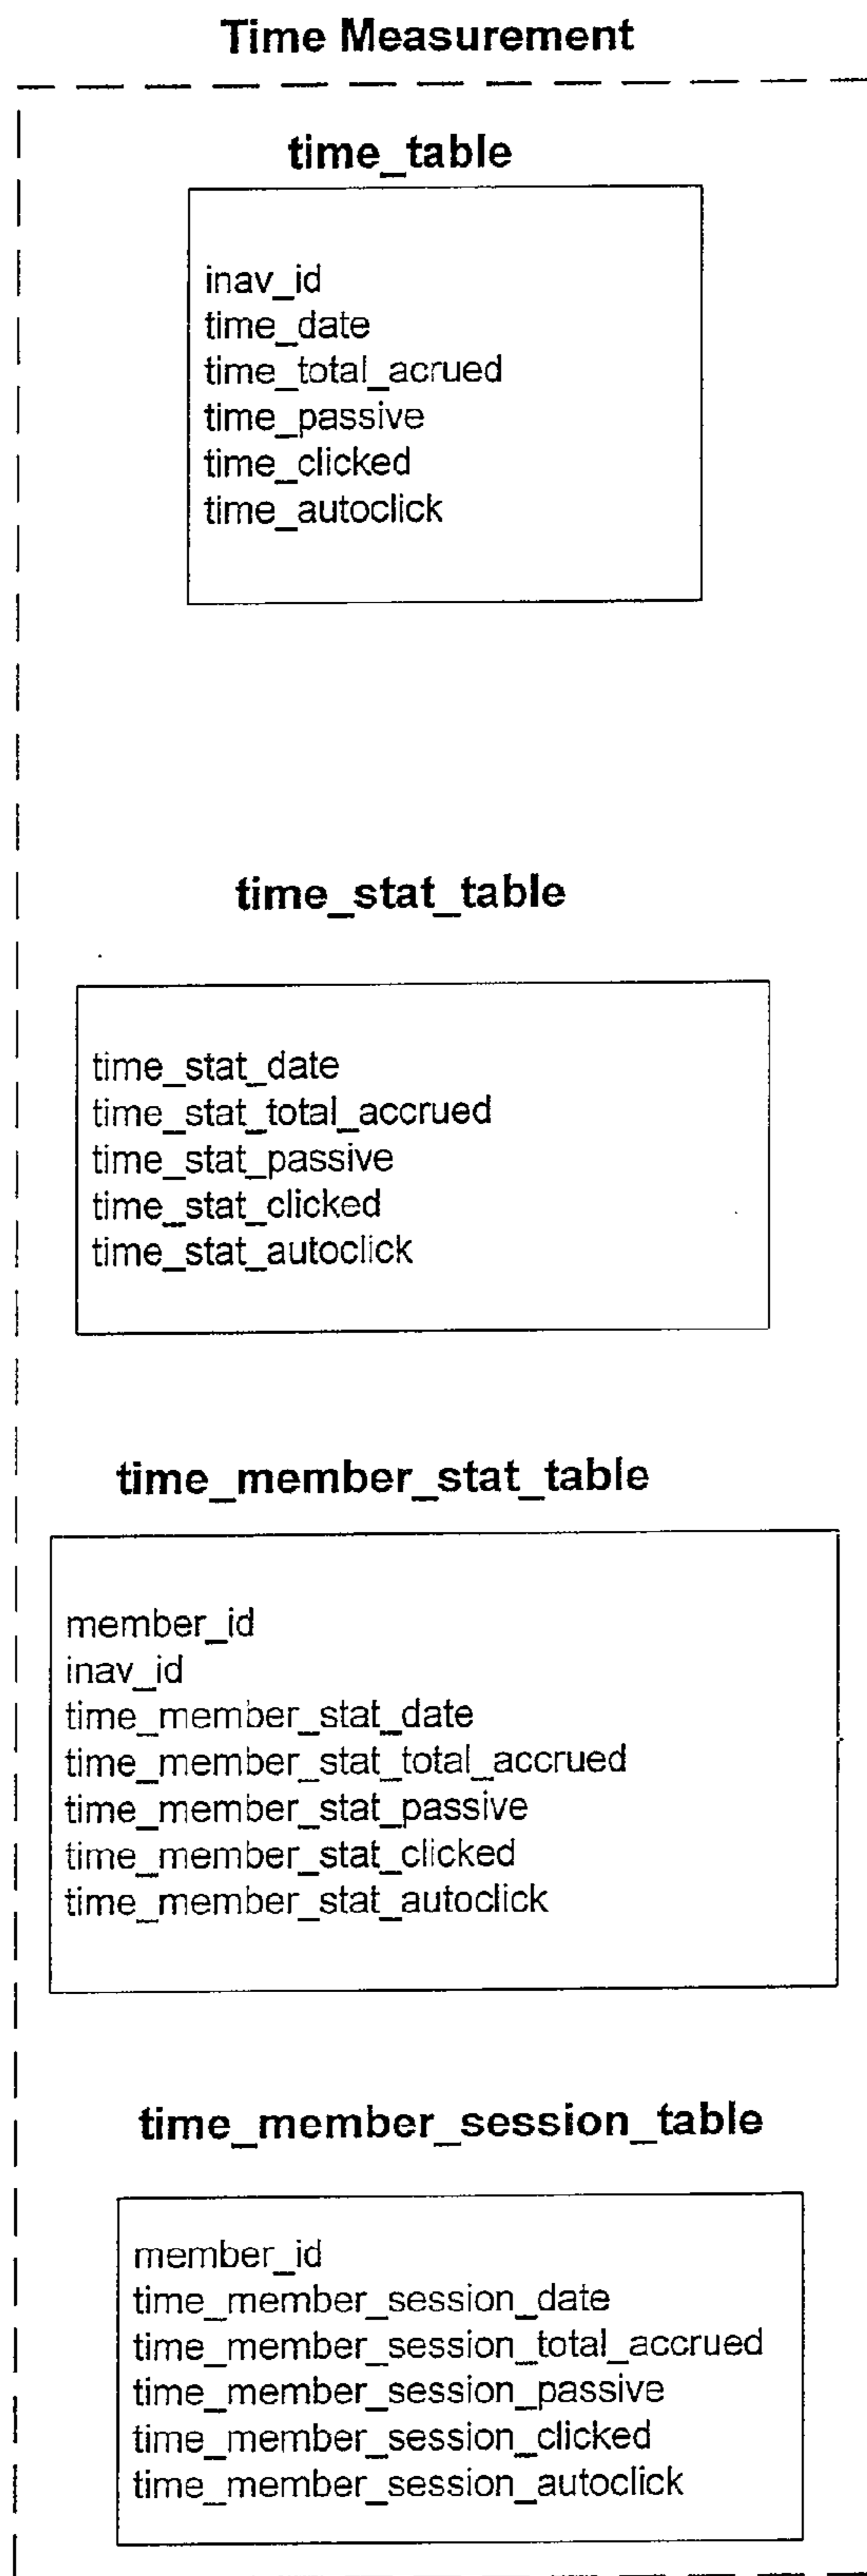 Time Measurement
time_table
inav_id
time_date
time_total_acrued
time_passive
time_clicked
time_autoclick
time_stat_table
time_stat_date
time_stat_total_accrued
time_stat_passive
time_stat_clicked
time_stat_autoclick
time_member_stat_table
member_id
inav_id
time_member_stat_date
time_member_stat_total_accrued
time_member_stat_passive
time_member_stat_clicked
time_member_stat_autoclick
time_member_session_table
member_id
time_member_session_date
time_member_session_total_accrued
time_member_session_passive
time_member_session_clicked
time_member_session_autoclick